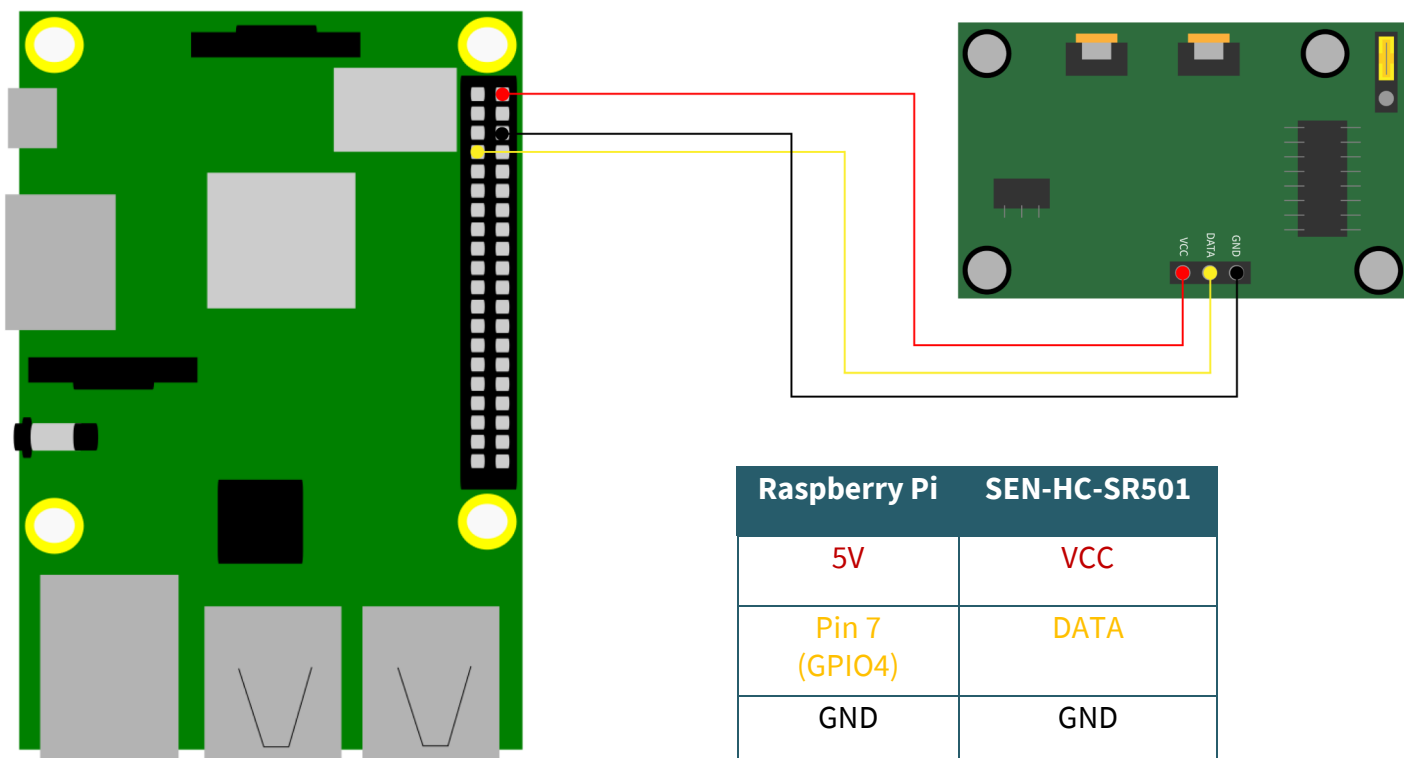 VCC
DATA
GND
Raspberry Pi SEN-HC-SR501
5V VCC
Pin 7 DATA
(GPIO4)
GND GND